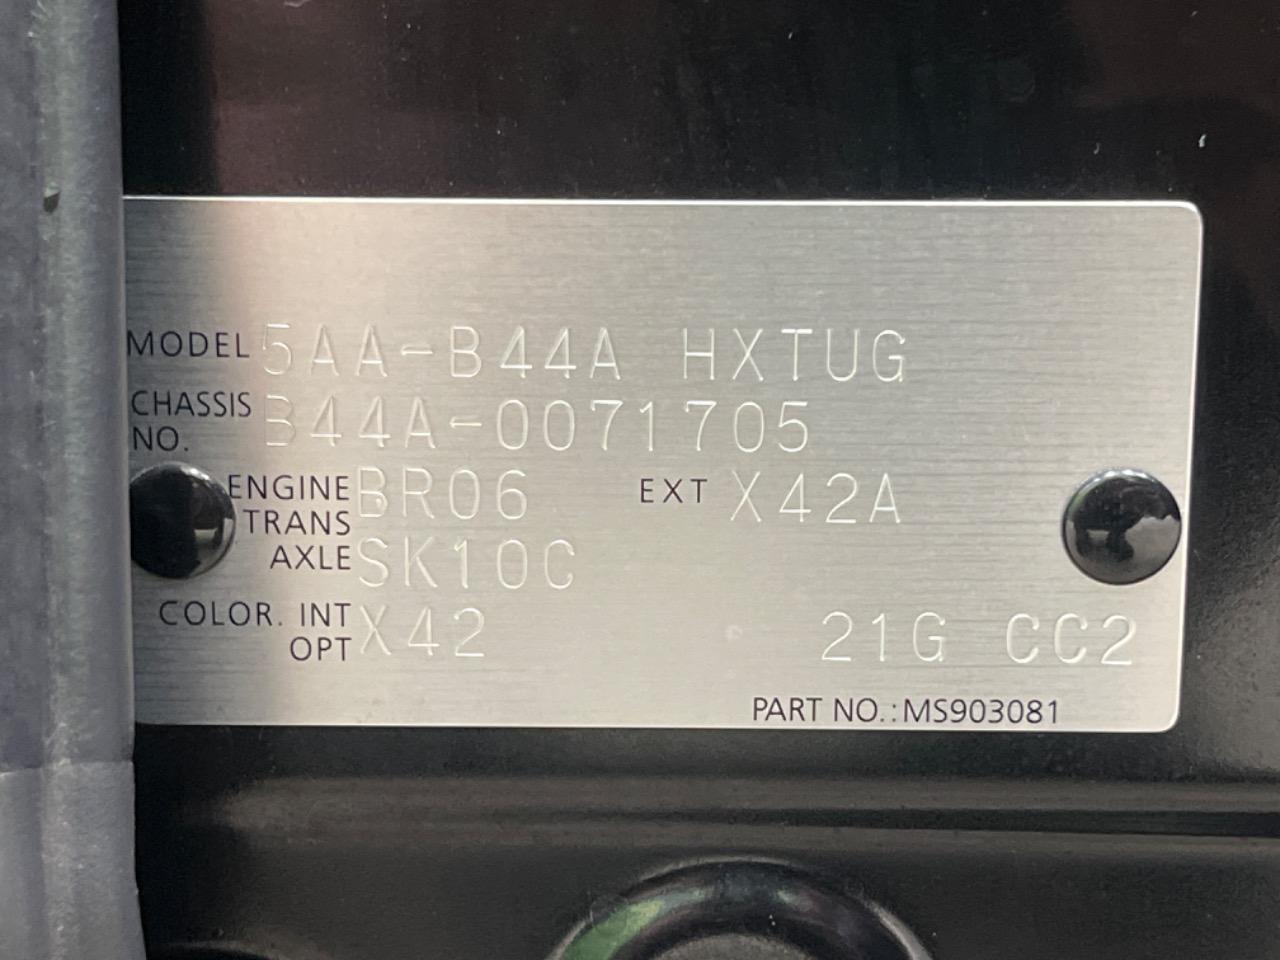 MODEL 5AA-B44A HXTUG
CHASSIS NO. B44A-0071705
ENGINE BR06 EXT X42A
TRANS AXLE SK10C
COLOR. INT OPT X42 21G CC2
PART NO.:MS903081